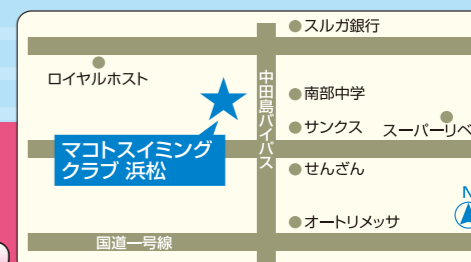 スルガ銀行
ロイヤルホスト
中田島バイパス
南部中学
サンクス
スーパーリベ
マコトスイミング
クラブ 浜松
せんざん
オートリメッサ
N
国道一号線